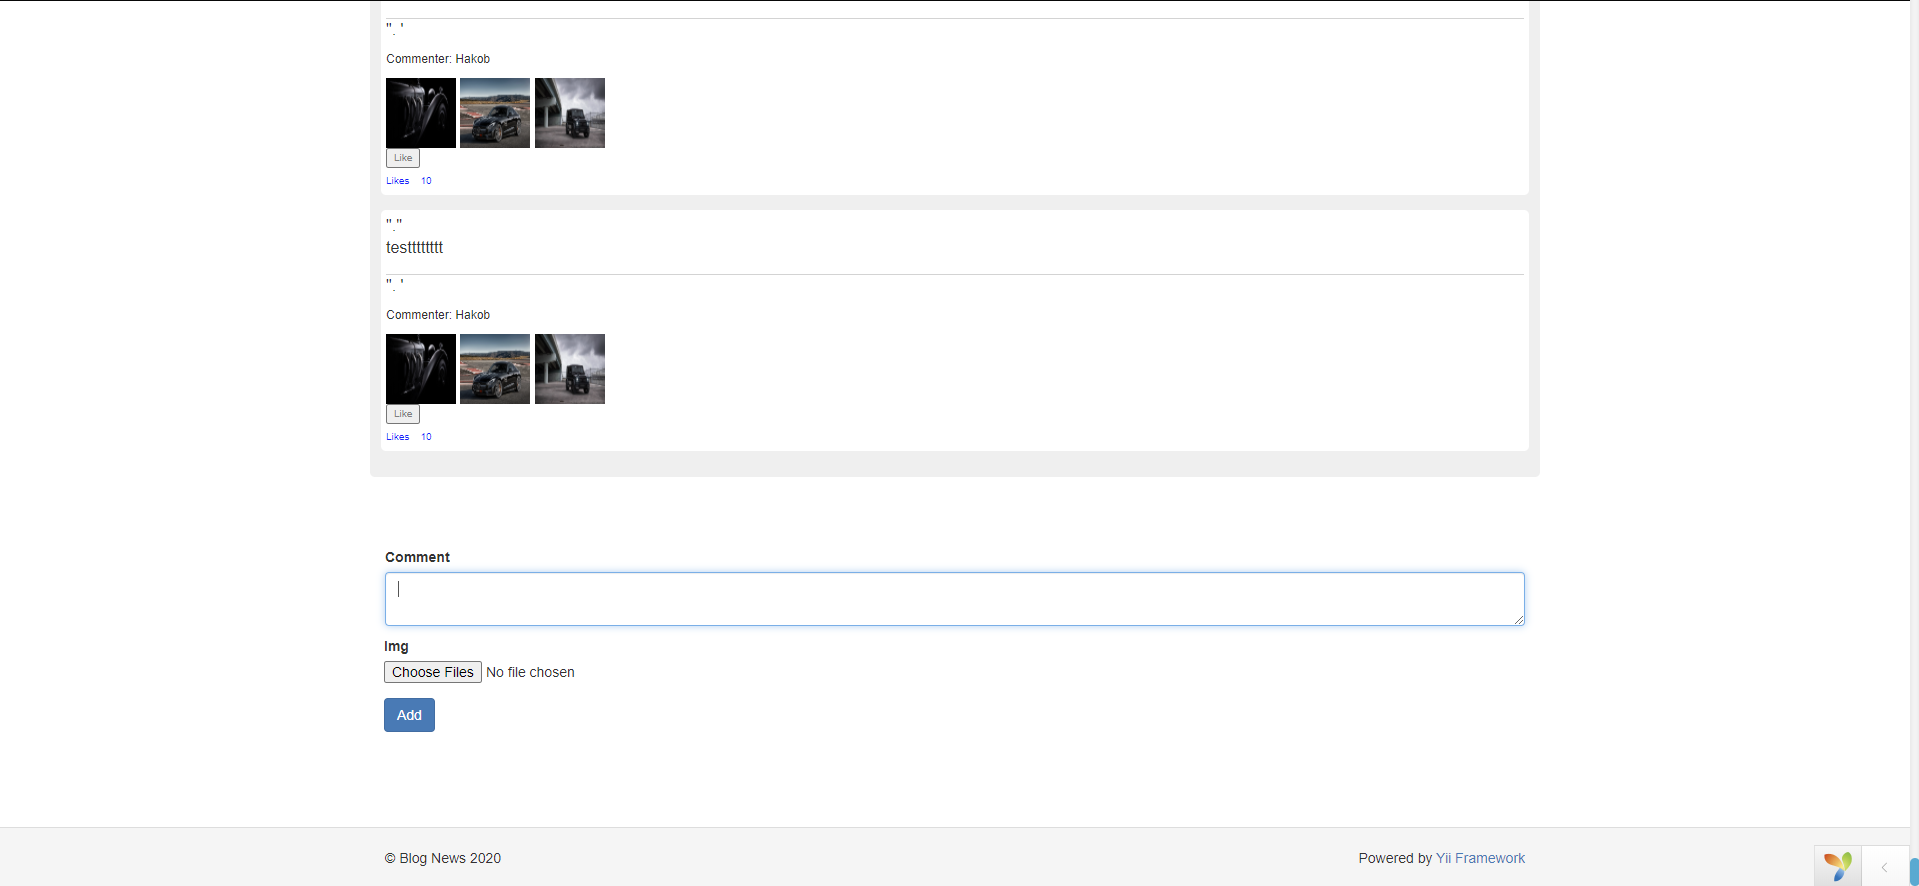 ". '
Commenter: Hakob
Like
Likes 10
"."
testttttttt
". '
Commenter: Hakob
Like
Likes 10
Comment
Img
Choose Files No file chosen
Add
© Blog News 2020
Powered by Yii Framework